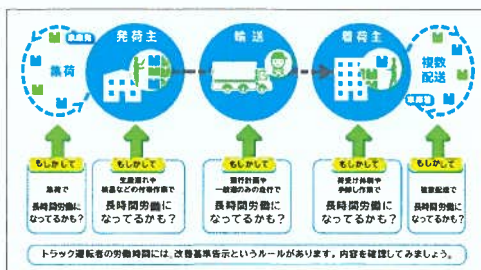 発荷主
輸送
着荷主
集荷
複数
配送
もしかして
集荷で
長時間労働に
なってるかも？
もしかして
生産遅れや
検品などの付帯作業で
長時間労働に
なってるかも？
もしかして
運行計画や
一般道のみの走行で
長時間労働に
なってるかも？
もしかして
荷受け体制や
手卸し作業で
長時間労働に
なってるかも？
もしかして
複数配送で
長時間労働に
なってるかも？
トラック運転者の労働時間には、改善基準告示というルールがあります。内容を確認してみましょう。